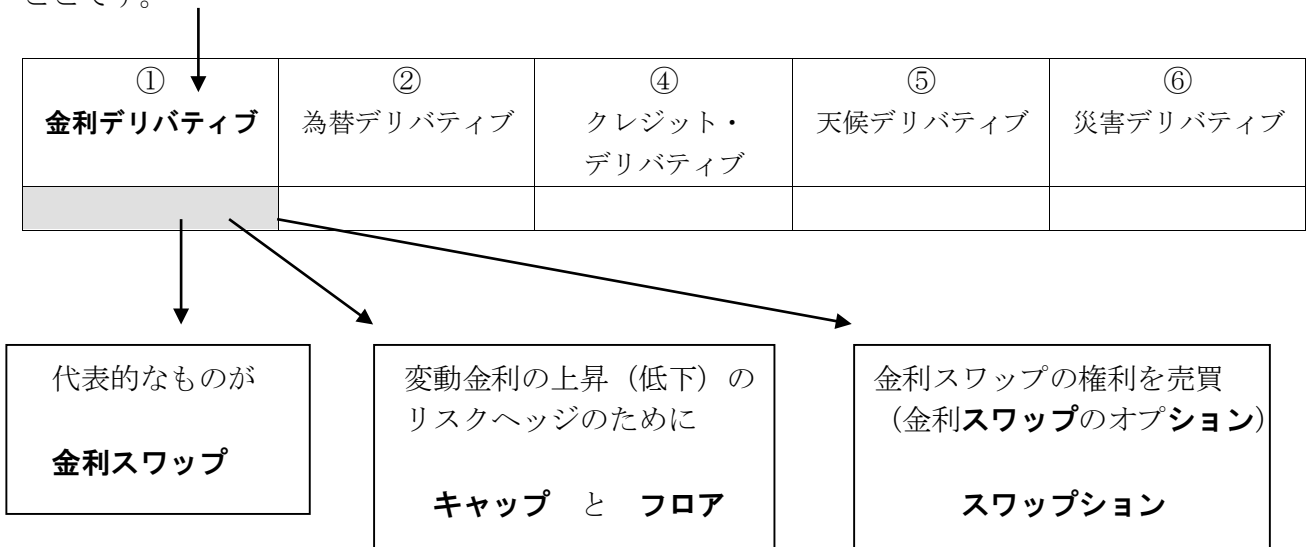 ことです。
①
金利デリバティブ
②
為替デリバティブ
④
クレジット・
デリバティブ
⑤
天候デリバティブ
⑥
災害デリバティブ
代表的なものが
金利スワップ
変動金利の上昇（低下）の
リスクヘッジのために
キャップ と フロア
金利スワップの権利を売買
（金利スワップのオプション）
スワップション